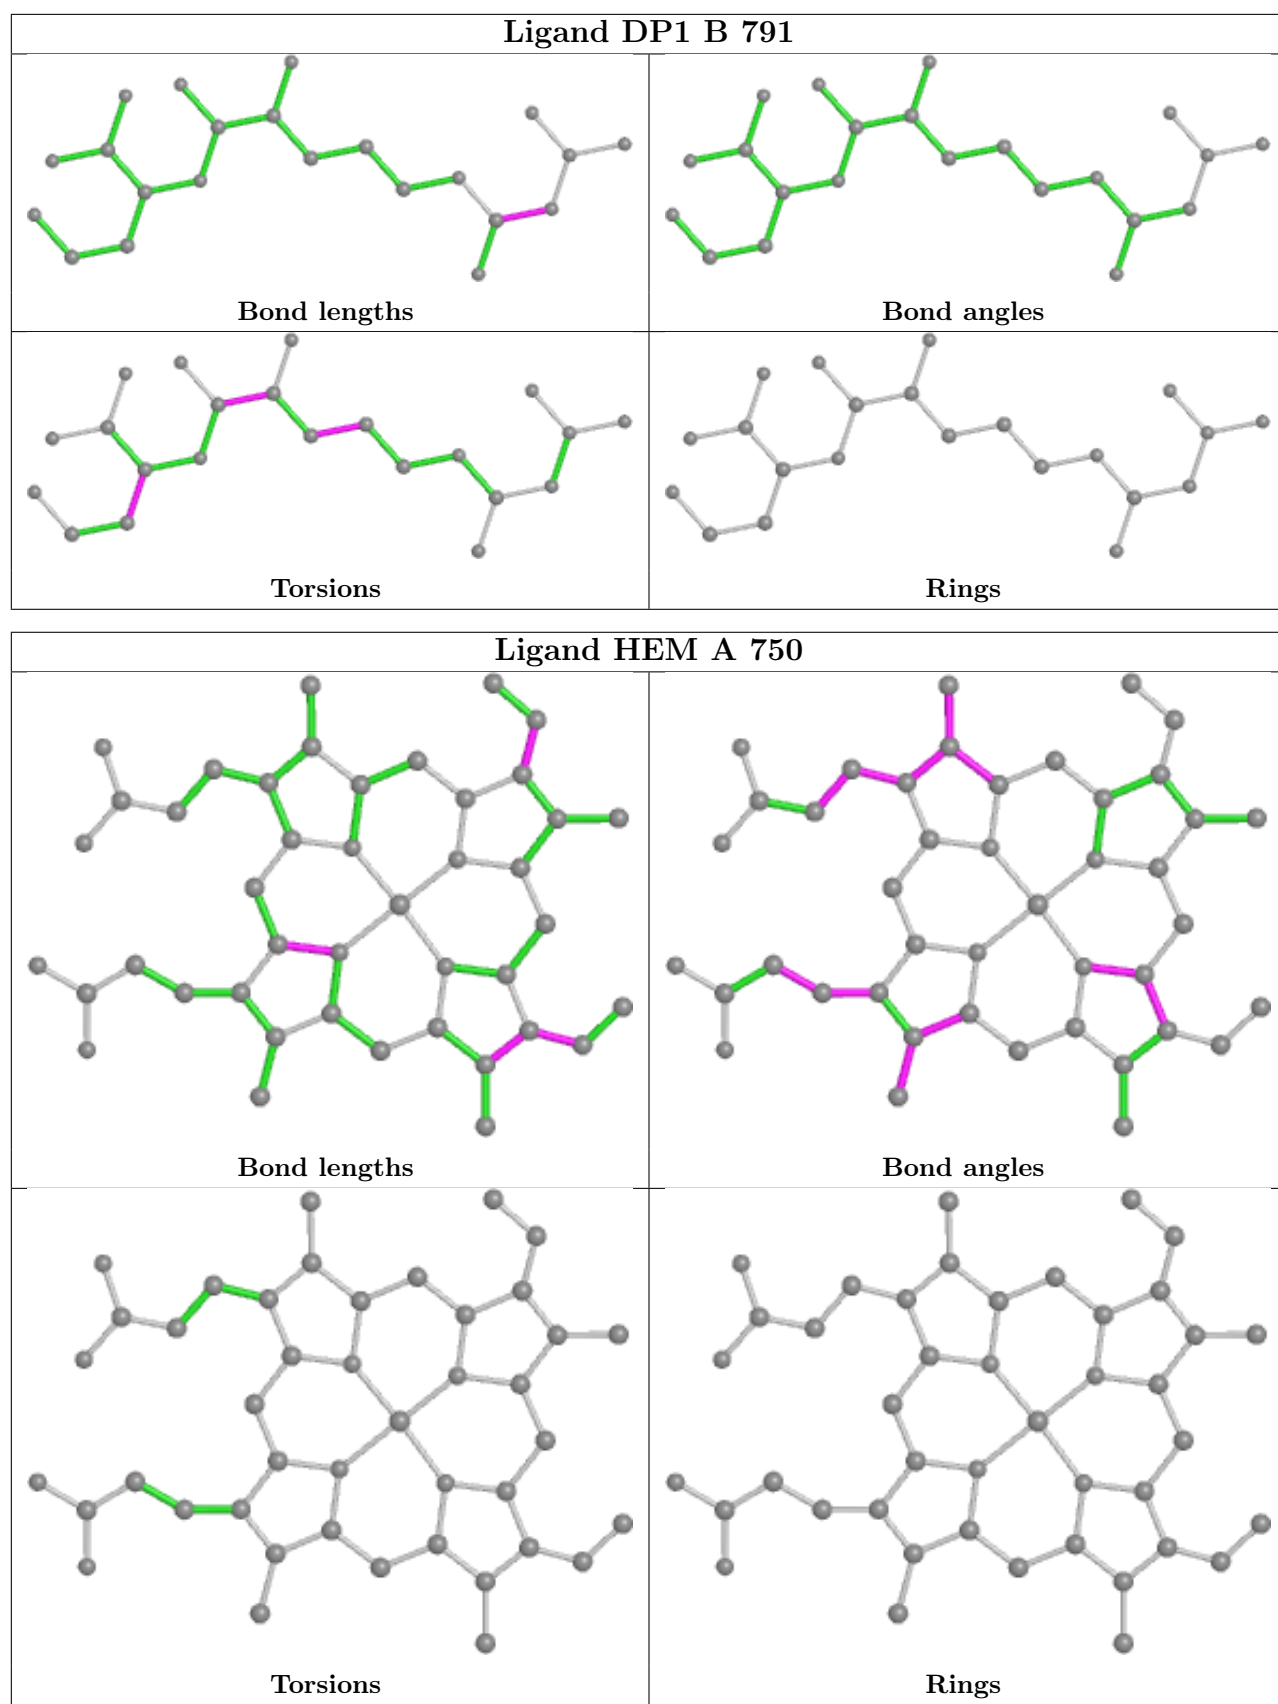 Ligand DP1 B 791
Bond lengths
Bond angles
Torsions
Rings
Ligand HEM A 750
Bond lengths
Bond angles
Torsions
Rings